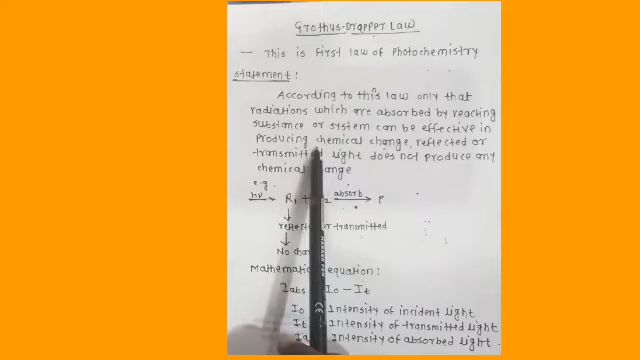 Grothus-Drapper Law
— This is First law of Photochemistry
statement:
According to this law only that
radiations which are absorbed by reacting
substance or system can be effective in
Producing chemical change, reflected or
transmitted light does not produce any
chemical change
e.g.
hν R1 + absorb P
or transmitted
No
Mathematic equation:
Iabs I0 - It
I0 Intensity of incident light
It Intensity of transmitted light
Intensity of absorbed light